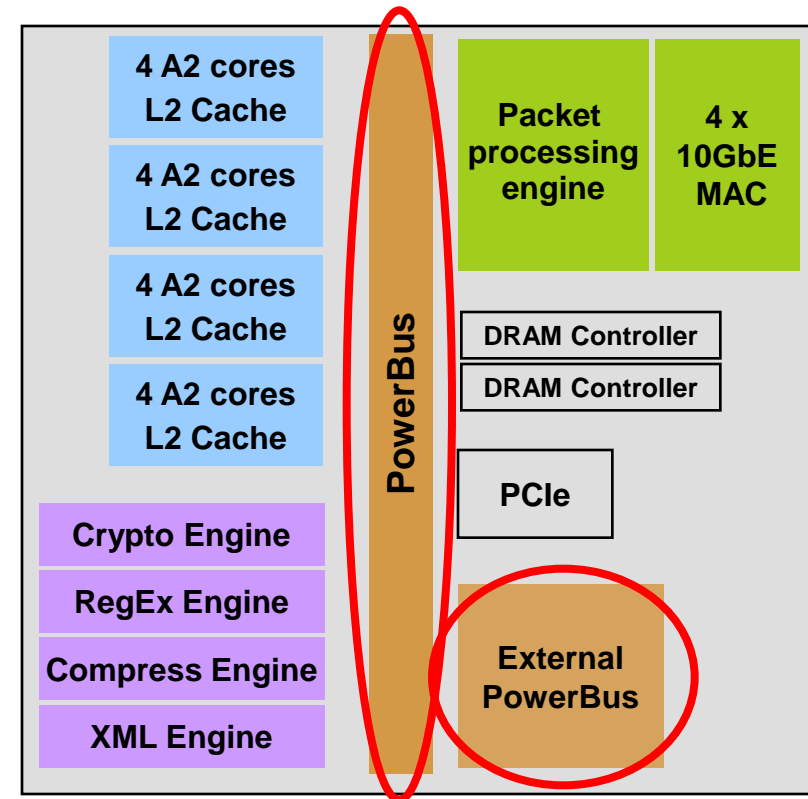 4 A2 cores
L2 Cache
4 A2 cores
L2 Cache
4 A2 cores
L2 Cache
4 A2 cores
L2 Cache
Crypto Engine
RegEx Engine
Compress Engine
XML Engine
PowerBus
Packet
processing
engine
4 x
10GbE
MAC
DRAM Controller
DRAM Controller
PCIe
External
PowerBus